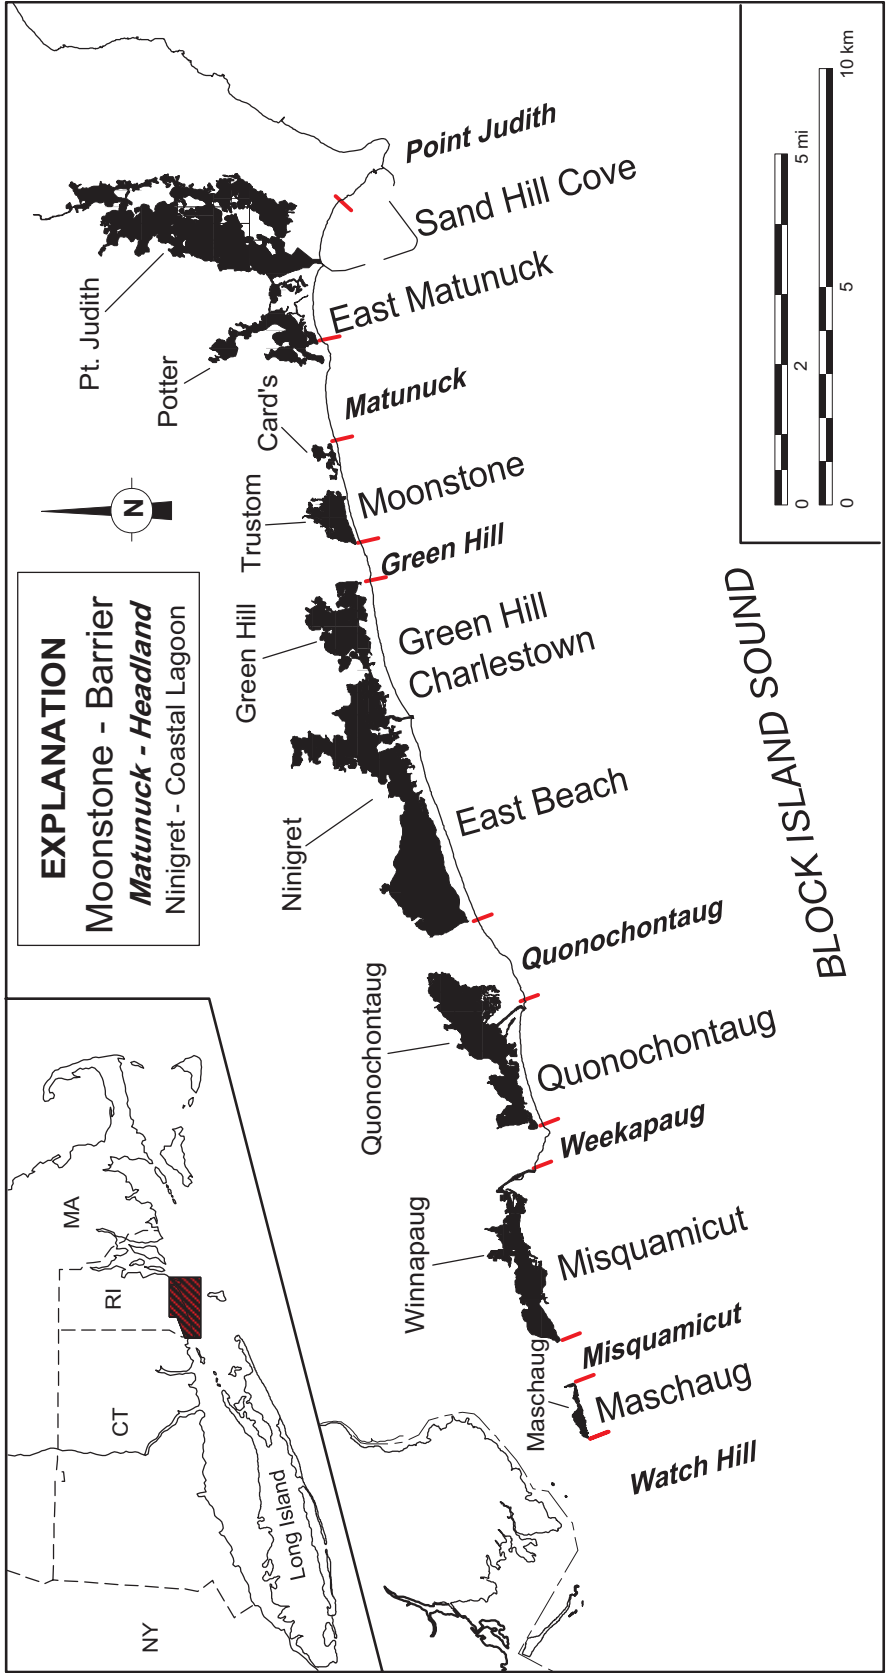 EXPLANATION
Moonstone - Barrier
Matunuck - Headland
Ninigret - Coastal Lagoon
NY
CT
RI
MA
Long Island
N
Maschaug
Winnapaug
Quonochontaug
Ninigret
Green Hill
Trustom
Card's
Potter
Pt. Judith
Watch Hill
Maschaug
Misquamicut
Misquamicut
Weekapaug
Quonochontaug
Quonochontaug
East Beach
Charlestown
Green Hill
Green Hill
Moonstone
Matunuck
East Matunuck
Sand Hill Cove
Point Judith
BLOCK ISLAND SOUND
0 2 5 mi
0 5 10 km